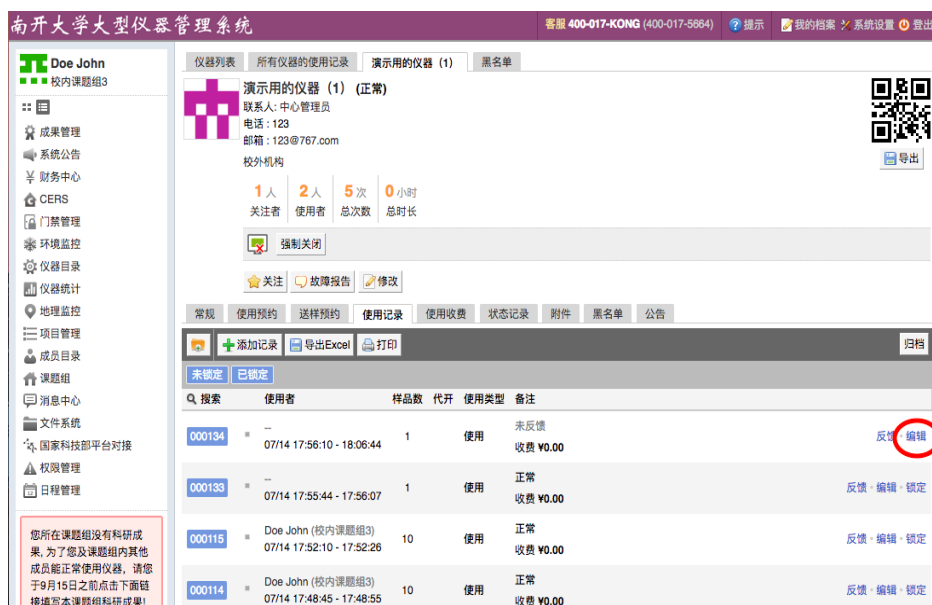 南开大学大型仪器管理系统
客服 400-017-KONG (400-017-5664) 提示 我的档案 系统设置 登出
Doe John
校内课题组3
成果管理
系统公告
财务中心
CERS
门禁管理
环境监控
仪器目录
仪器统计
地理监控
项目管理
成员目录
课题组
消息中心
文件系统
国家科技部平台对接
权限管理
日程管理
您所在课题组没有科研成
果, 为了您及课题组内其他
成员能正常使用仪器, 请您
于9月15日之前点击下面链
接填写本课题组科研成果!
仪器列表 所有仪器的使用记录 演示用的仪器（1） 黑名单
演示用的仪器（1） (正常)
联系人: 中心管理员
电话 : 123
邮箱 : 123@767.com
校外机构
导出
1 人 2 人 5 次 0 小时
关注者 使用者 总次数 总时长
强制关闭
关注 故障报告 修改
常规 使用预约 送样预约 使用记录 使用收费 状态记录 附件 黑名单 公告
添加记录 导出Excel 打印 归档
未锁定 已锁定
搜索 使用者 样品数 代开 使用类型 备注
000134 -- 07/14 17:56:10 - 18:06:44 1 使用 未反馈 收费 ¥0.00 反馈 · 编辑
000133 -- 07/14 17:55:44 - 17:56:07 1 使用 正常 收费 ¥0.00 反馈 · 编辑 · 锁定
000115 Doe John (校内课题组3) 07/14 17:52:10 - 17:52:26 10 使用 正常 收费 ¥0.00 反馈 · 编辑 · 锁定
000114 Doe John (校内课题组3) 07/14 17:48:45 - 17:48:55 10 使用 正常 收费 ¥0.00 反馈 · 编辑 · 锁定